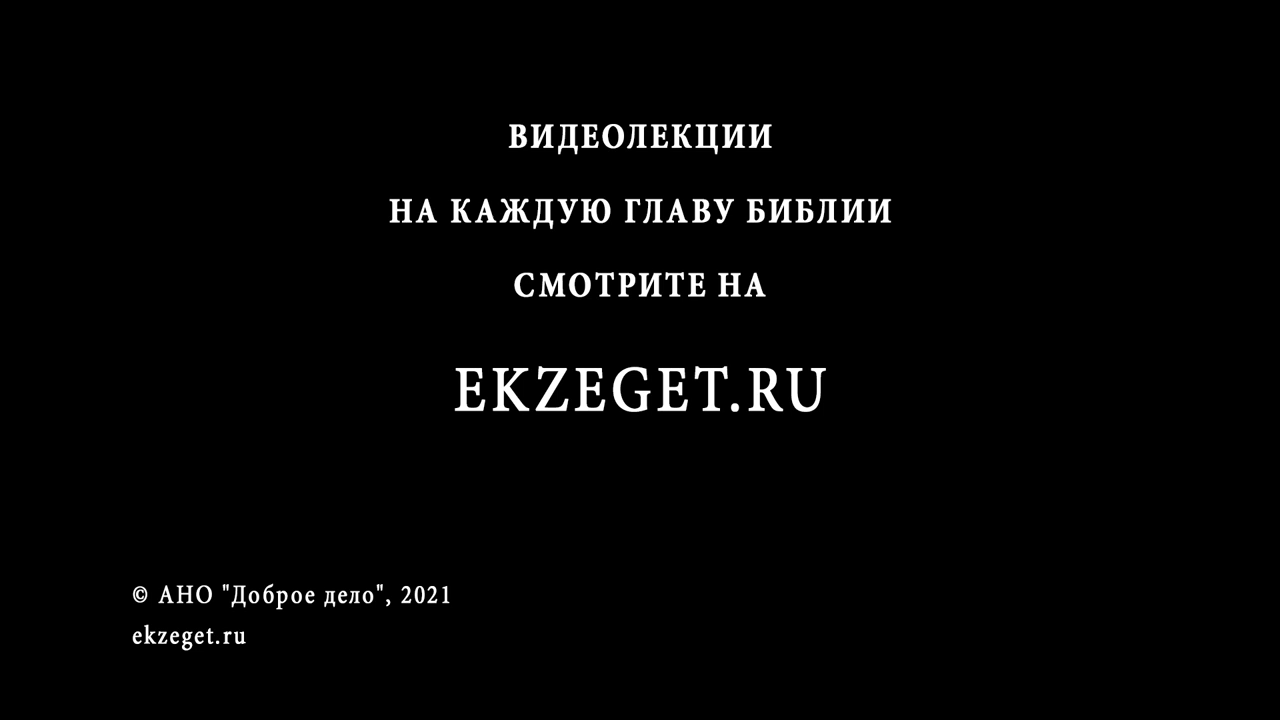 ВИДЕОЛЕКЦИИ
НА КАЖДУЮ ГЛАВУ БИБЛИИ
СМОТРИТЕ НА
EKZEGET.RU
© АНО "Доброе дело", 2021
ekzeget.ru